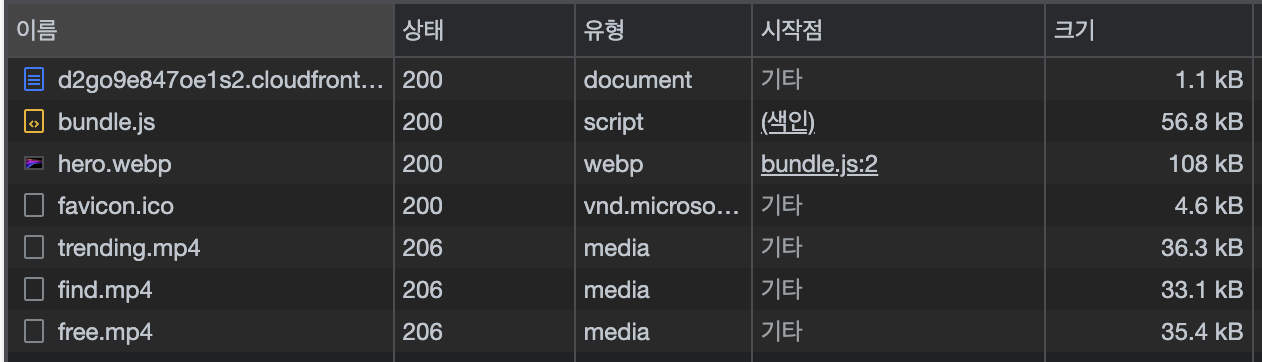 이름 상태 유형 시작점 크기
d2go9e847oe1s2.cloudfront… 200 document 기타 1.1 kB
bundle.js 200 script (색인) 56.8 kB
hero.webp 200 webp bundle.js:2 108 kB
favicon.ico 200 vnd.microso… 기타 4.6 kB
trending.mp4 206 media 기타 36.3 kB
find.mp4 206 media 기타 33.1 kB
free.mp4 206 media 기타 35.4 kB